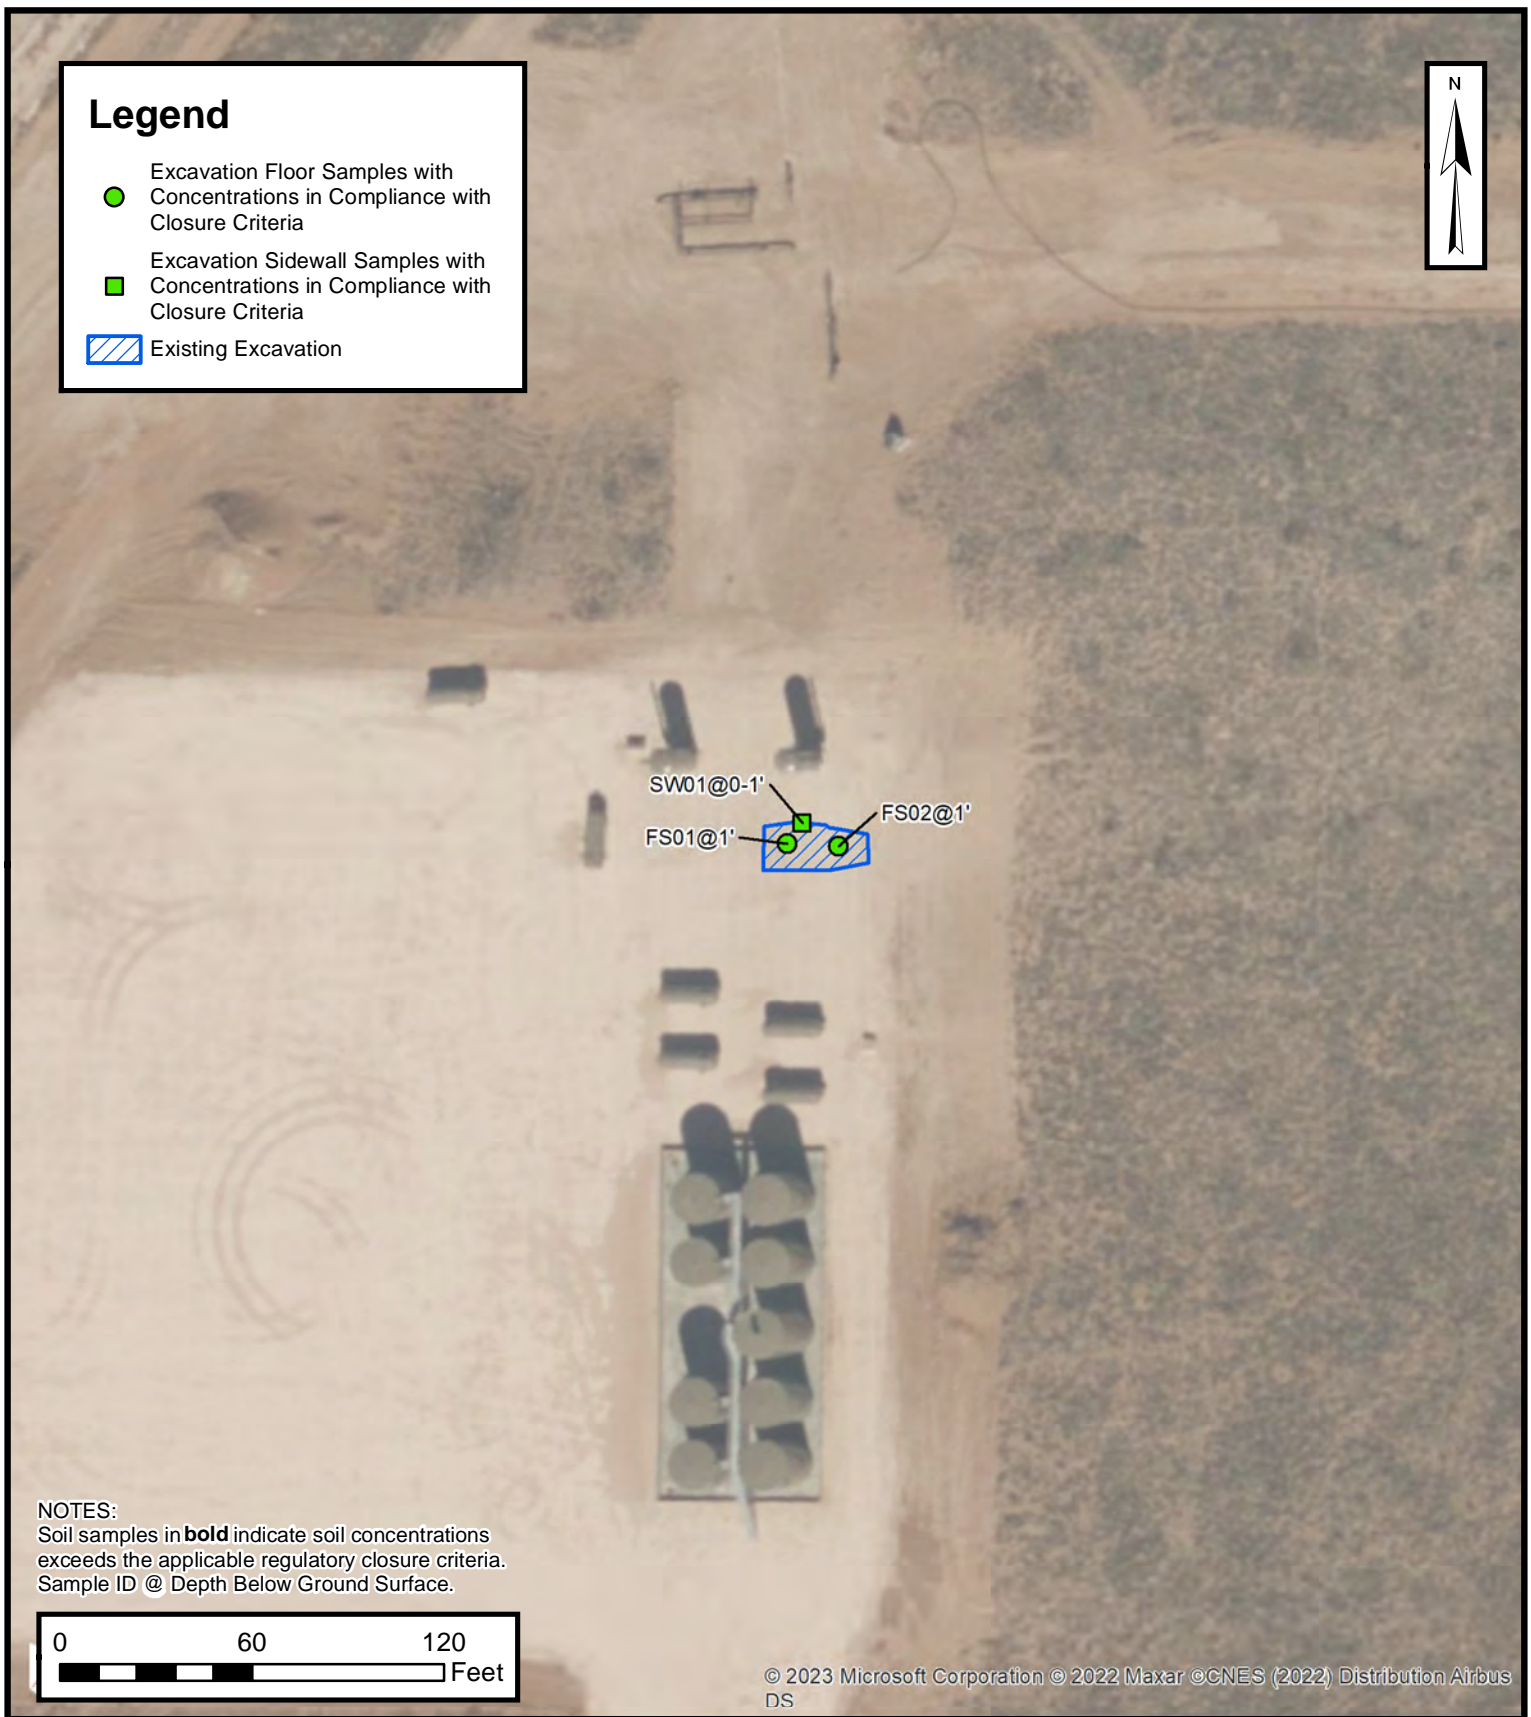 Legend
Excavation Floor Samples with
Concentrations in Compliance with
Closure Criteria
Excavation Sidewall Samples with
Concentrations in Compliance with
Closure Criteria
Existing Excavation
N
SW01@0-1'
FS02@1'
FS01@1'
NOTES:
Soil samples in bold indicate soil concentrations
exceeds the applicable regulatory closure criteria.
Sample ID @ Depth Below Ground Surface.
0 60 120
Feet
© 2023 Microsoft Corporation © 2022 Maxar ©CNES (2022) Distribution Airbus
DS